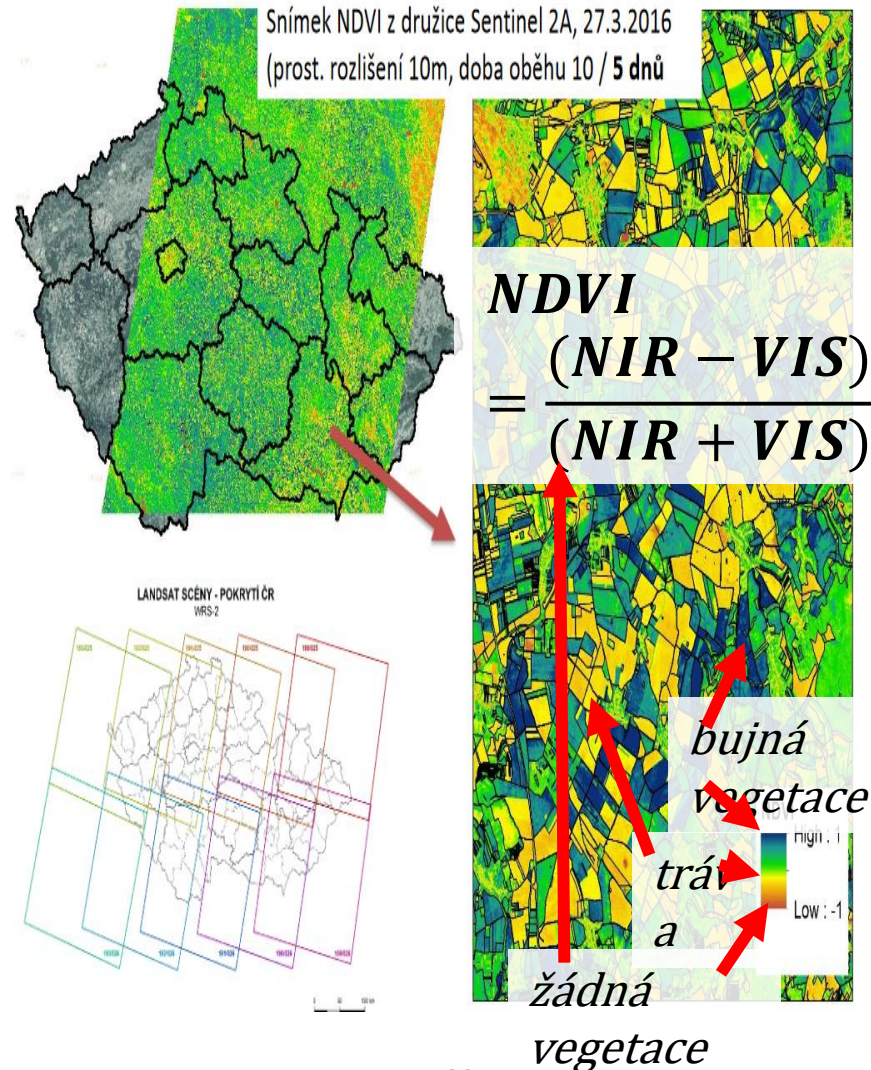 Snímek NDVI z družice Sentinel 2A, 27.3.2016
(prost. rozlišení 10m, doba oběhu 10 / 5 dnů
NDVI
= (NIR − VIS)
(NIR + VIS)
LANDSAT SCÉNY - POKRYTÍ ČR
WRS-2
bujná
vegetace
NDVI
High : 1
tráv
a
Low : -1
žádná
vegetace